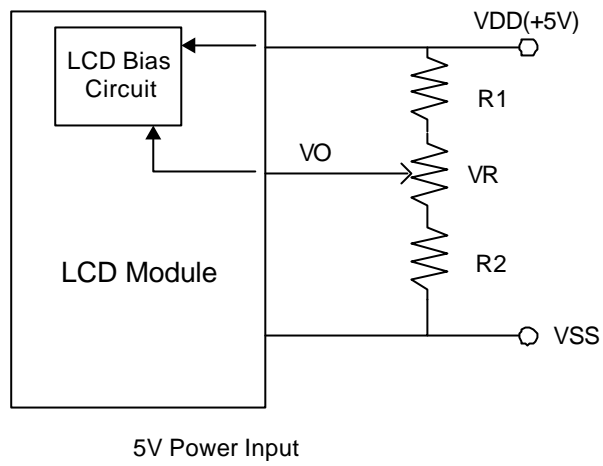 VDD(+5V)
LCD Bias
Circuit
R1
VO
VR
LCD Module
R2
VSS
5V Power Input